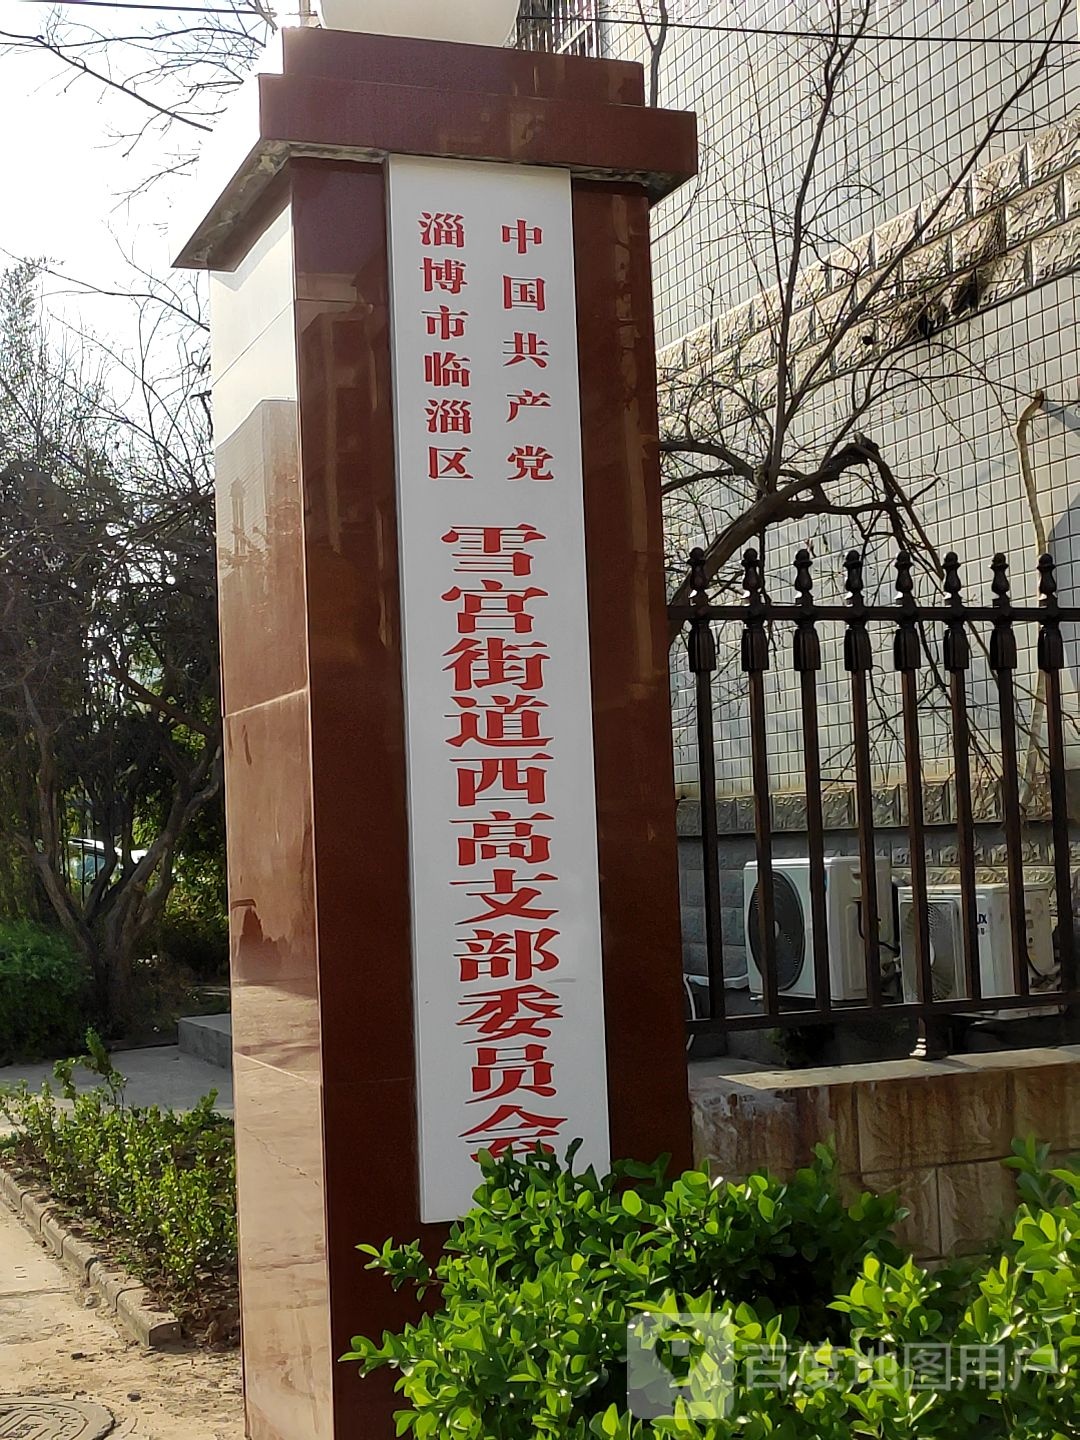 中国共产党
淄博市临淄区
雪宫街道西高支部委员会
百度地图用户